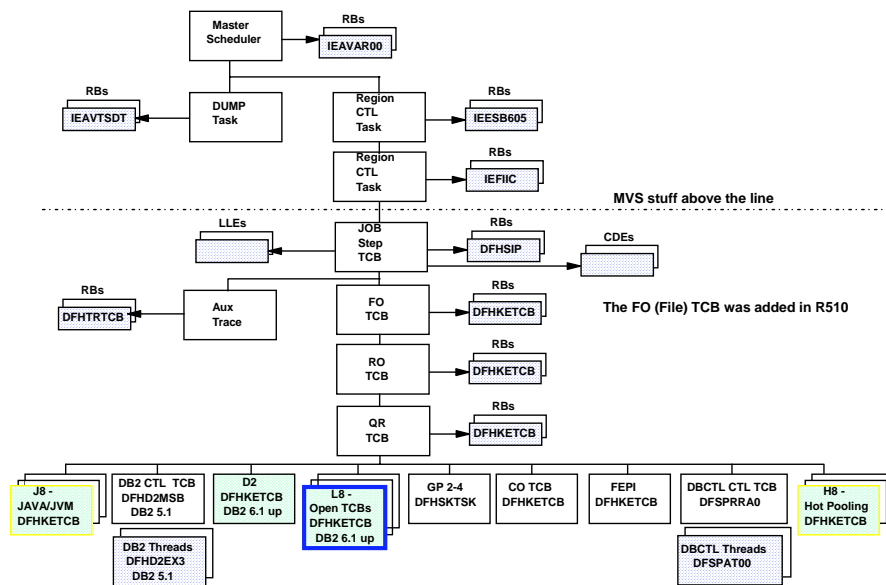 Master
Scheduler
RBs
IEAVAR00
RBs
IEAVTSDT
DUMP
Task
Region
CTL
Task
RBs
IEESB605
Region
CTL
Task
RBs
IEFIIC
MVS stuff above the line
LLEs
JOB
Step
TCB
RBs
DFHSIP
CDEs
RBs
DFHTRTCB
Aux
Trace
FO
TCB
RBs
DFHKETCB
The FO (File) TCB was added in R510
RO
TCB
RBs
DFHKETCB
QR
TCB
RBs
DFHKETCB
J8 -
JAVA/JVM
DFHKETCB
DB2 CTL TCB
DFHD2MSB
DB2 5.1
DB2 Threads
DFHD2EX3
DB2 5.1
D2
DFHKETCB
DB2 6.1 up
L8 -
Open TCBs
DFHKETCB
DB2 6.1 up
GP 2-4
DFHSKTSK
CO TCB
DFHKETCB
FEPI
DFHKETCB
DBCTL CTL TCB
DFSPRRA0
DBCTL Threads
DFSPAT00
H8 -
Hot Pooling
DFHKETCB